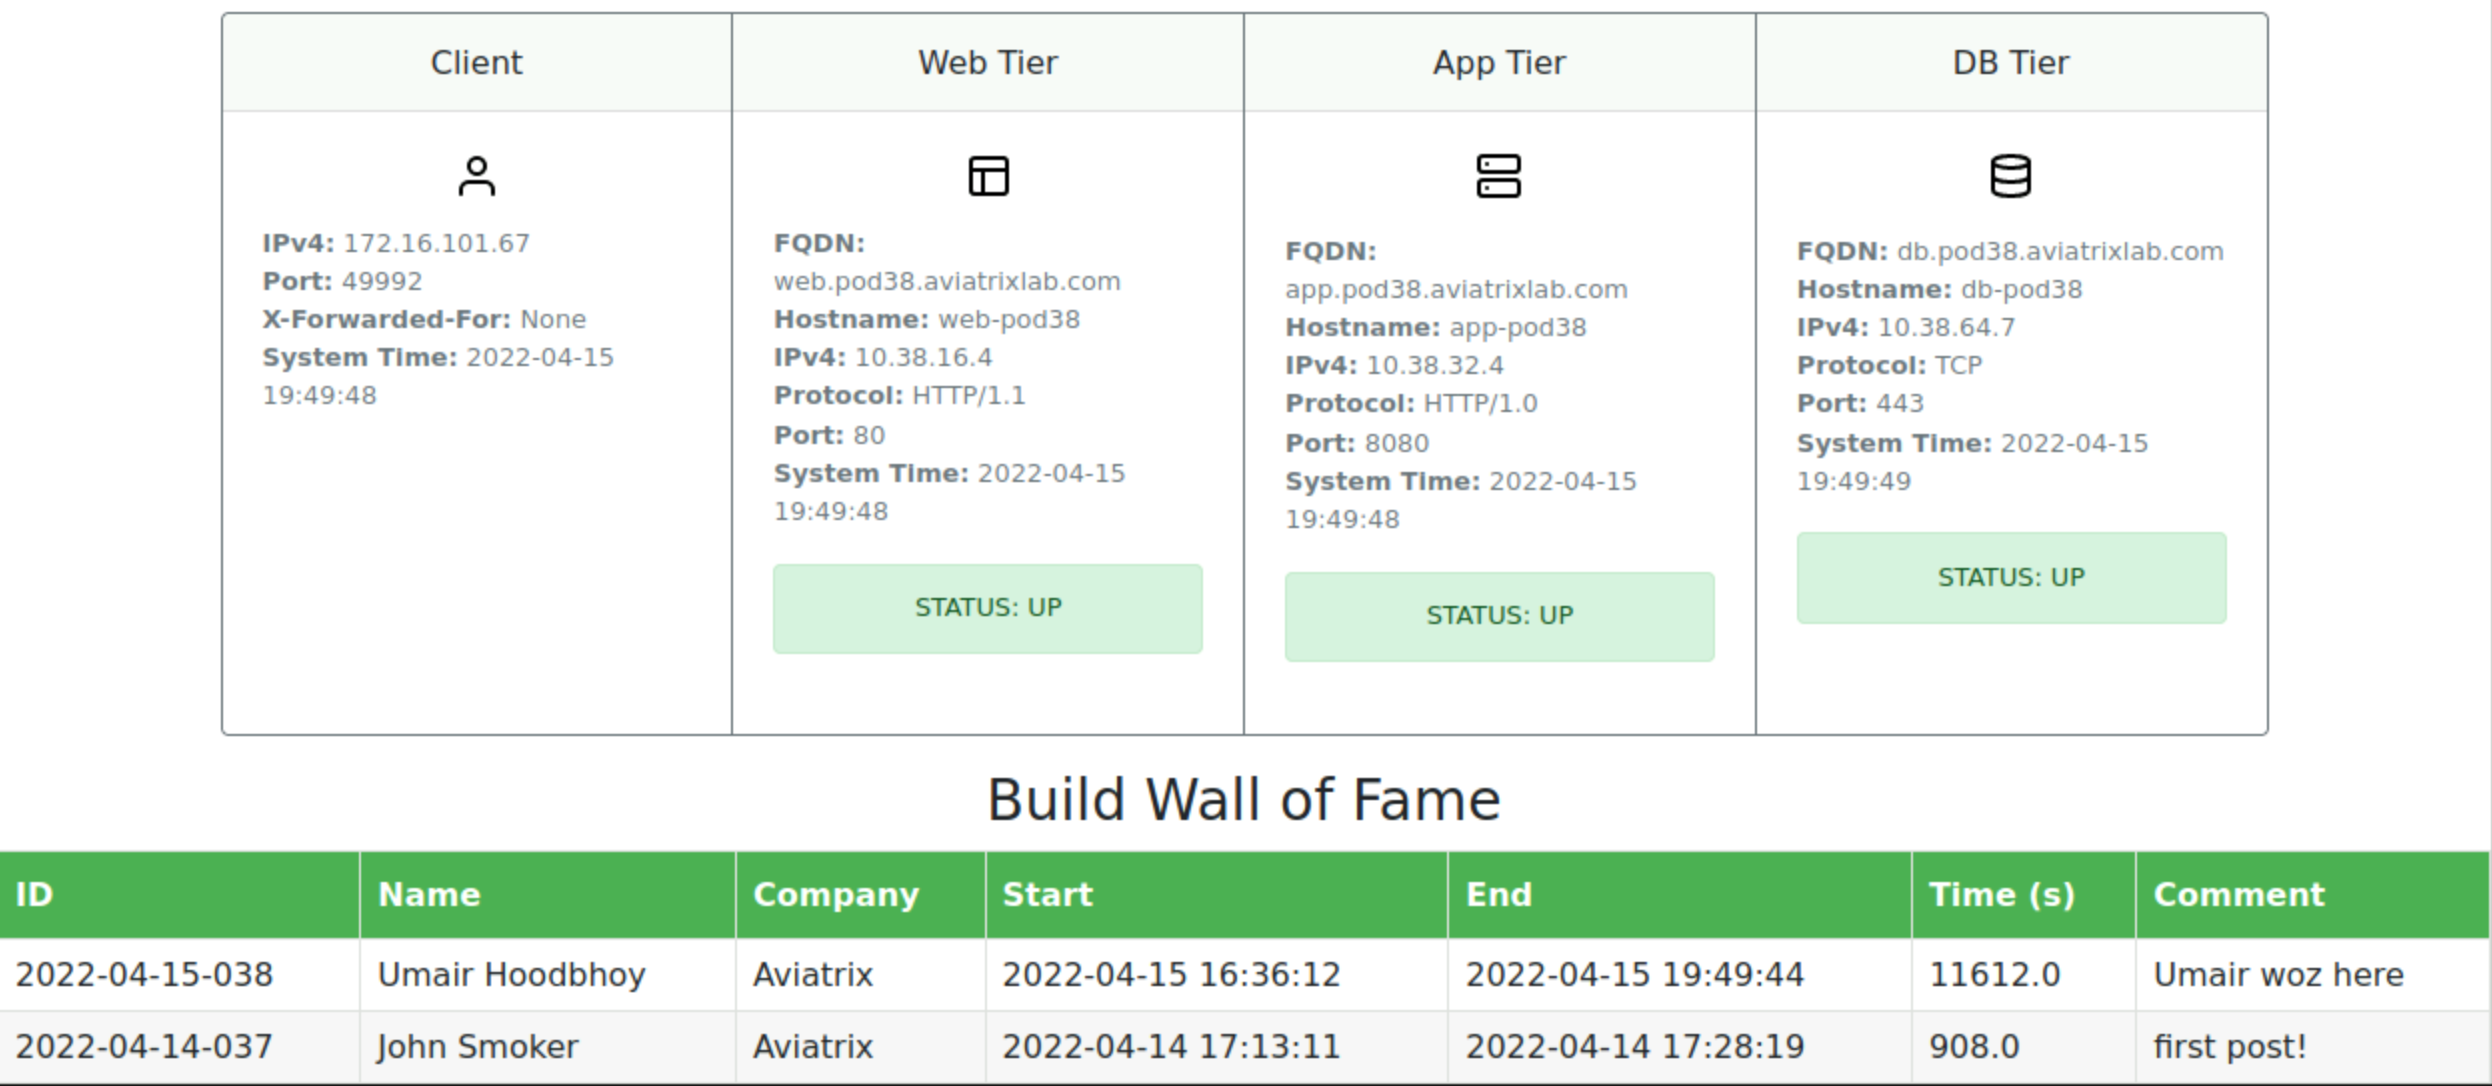 Client
IPv4: 172.16.101.67
Port: 49992
X-Forwarded-For: None
System Time: 2022-04-15
19:49:48
Web Tier
FQDN:
web.pod38.aviatrixlab.com
Hostname: web-pod38
IPv4: 10.38.16.4
Protocol: HTTP/1.1
Port: 80
System Time: 2022-04-15
19:49:48
STATUS: UP
App Tier
FQDN:
app.pod38.aviatrixlab.com
Hostname: app-pod38
IPv4: 10.38.32.4
Protocol: HTTP/1.0
Port: 8080
System Time: 2022-04-15
19:49:48
STATUS: UP
DB Tier
FQDN: db.pod38.aviatrixlab.com
Hostname: db-pod38
IPv4: 10.38.64.7
Protocol: TCP
Port: 443
System Time: 2022-04-15
19:49:49
STATUS: UP
Build Wall of Fame
ID Name Company Start End Time (s) Comment
2022-04-15-038 Umair Hoodbhoy Aviatrix 2022-04-15 16:36:12 2022-04-15 19:49:44 11612.0 Umair woz here
2022-04-14-037 John Smoker Aviatrix 2022-04-14 17:13:11 2022-04-14 17:28:19 908.0 first post!